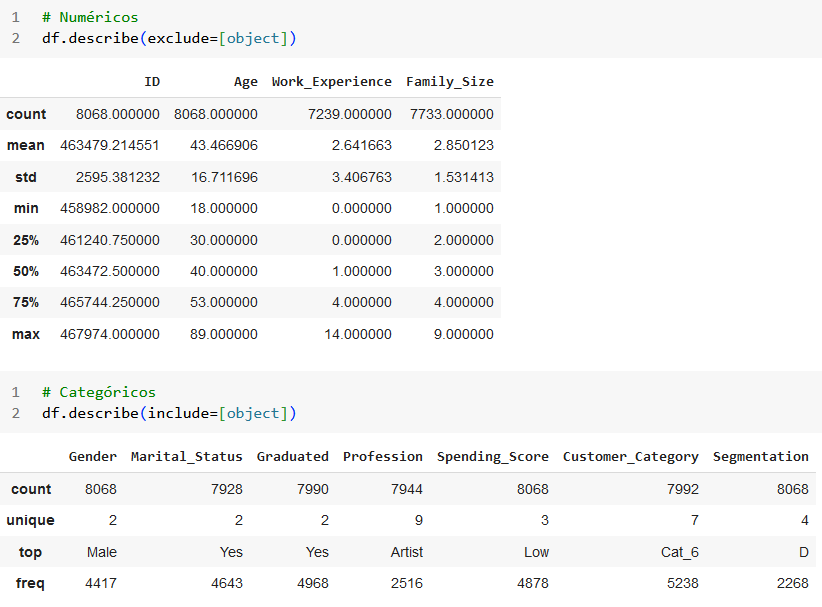 1 # Numéricos
2 df.describe(exclude=[object])
ID Age Work_Experience Family_Size
count 8068.000000 8068.000000 7239.000000 7733.000000
mean 463479.214551 43.466906 2.641663 2.850123
std 2595.381232 16.711696 3.406763 1.531413
min 458982.000000 18.000000 0.000000 1.000000
25% 461240.750000 30.000000 0.000000 2.000000
50% 463472.500000 40.000000 1.000000 3.000000
75% 465744.250000 53.000000 4.000000 4.000000
max 467974.000000 89.000000 14.000000 9.000000
1 # Categóricos
2 df.describe(include=[object])
Gender Marital_Status Graduated Profession Spending_Score Customer_Category Segmentation
count 8068 7928 7990 7944 8068 7992 8068
unique 2 2 2 9 3 7 4
top Male Yes Yes Artist Low Cat_6 D
freq 4417 4643 4968 2516 4878 5238 2268